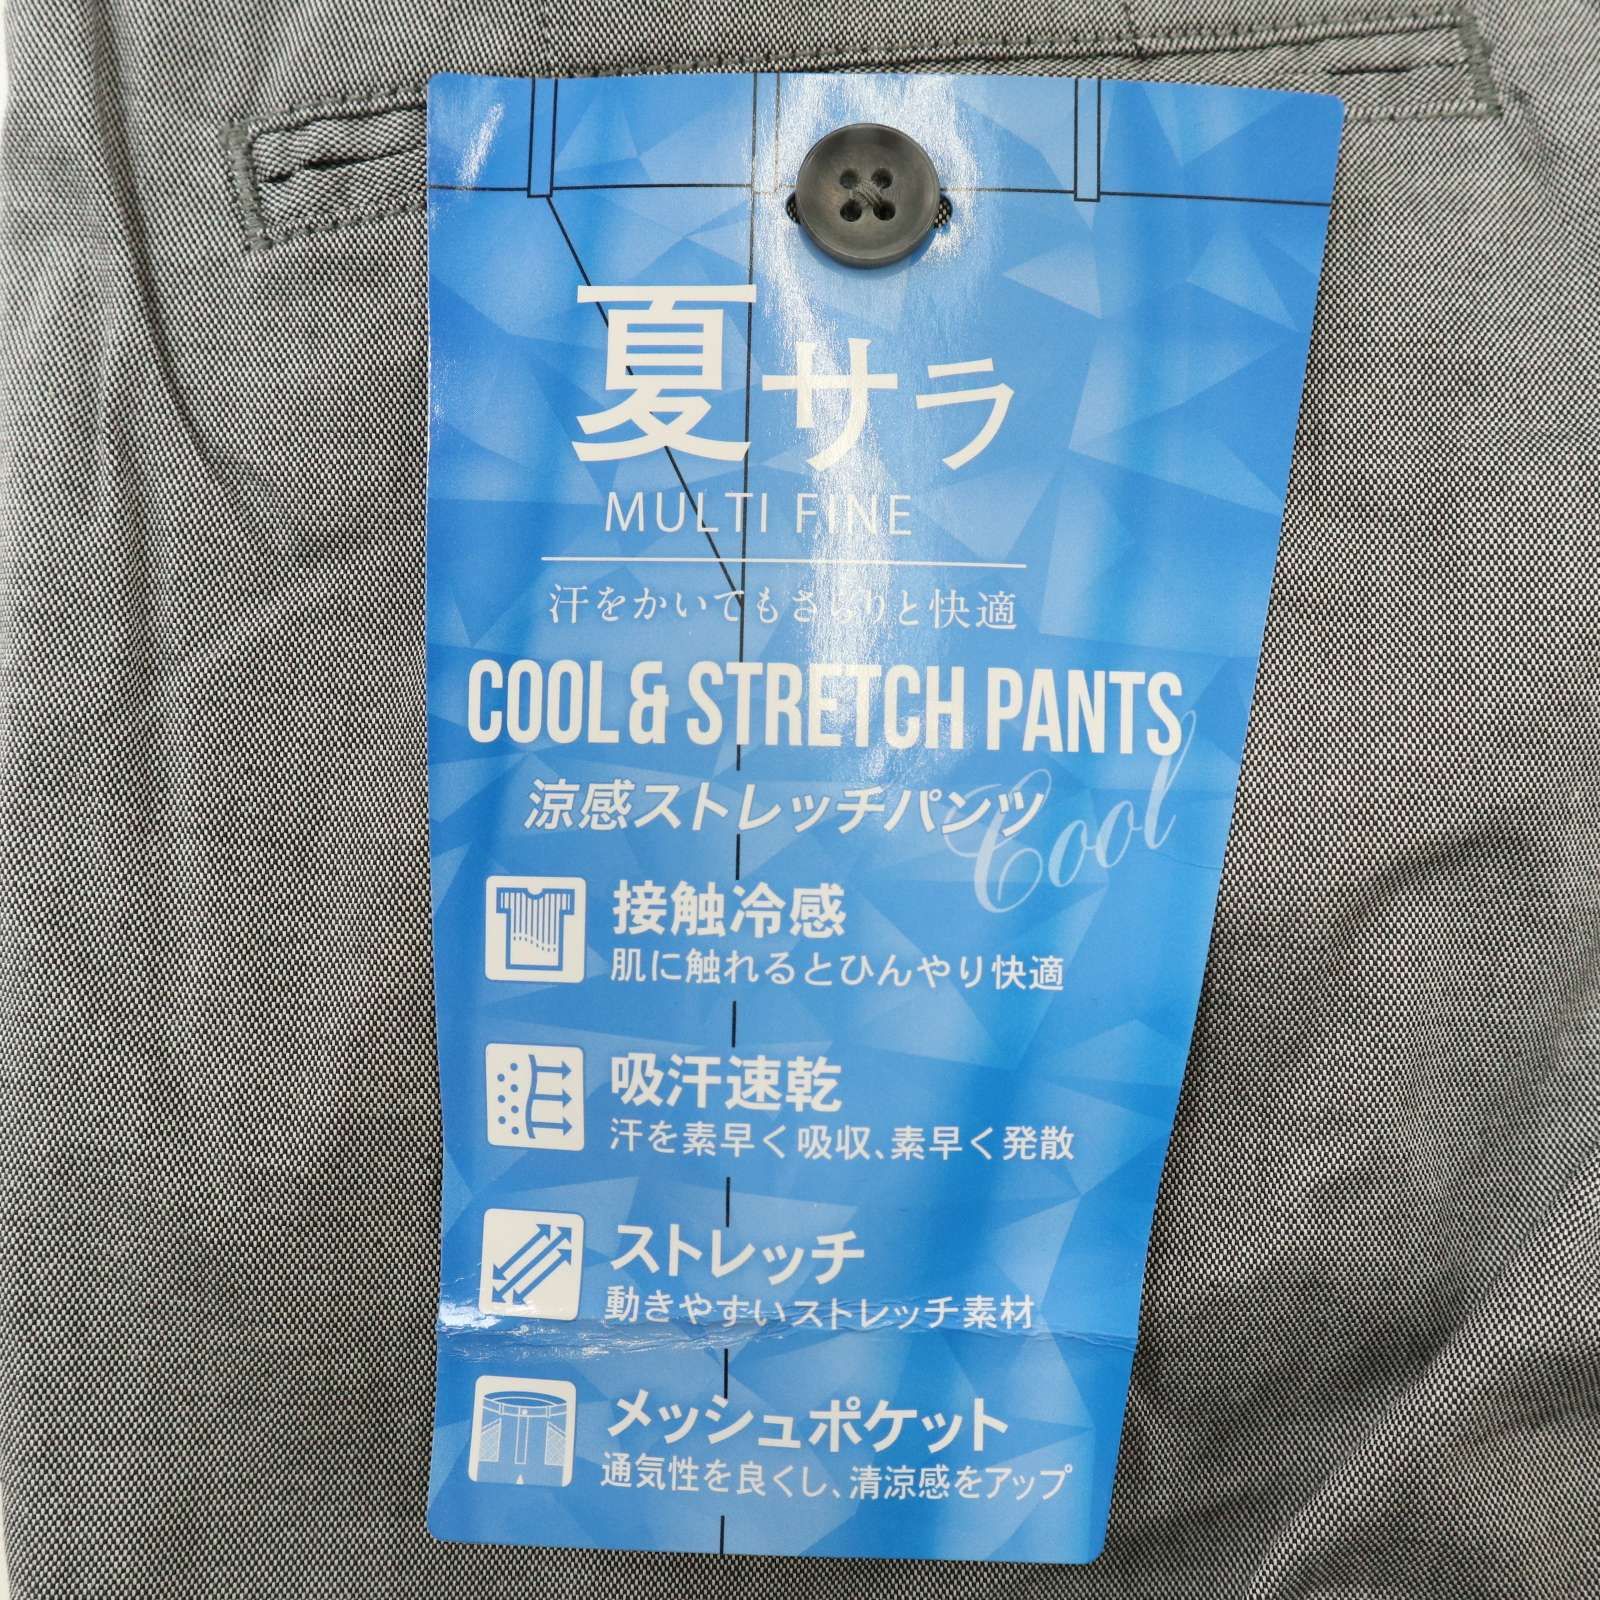 夏サラ
MULTI FINE
汗をかいてもさらりと快適
COOL & STRETCH PANTS
Cool
涼感ストレッチパンツ
接触冷感
肌に触れるとひんやり快適
吸汗速乾
汗を素早く吸収、素早く発散
ストレッチ
動きやすいストレッチ素材
メッシュポケット
通気性を良くし、清涼感をアップ